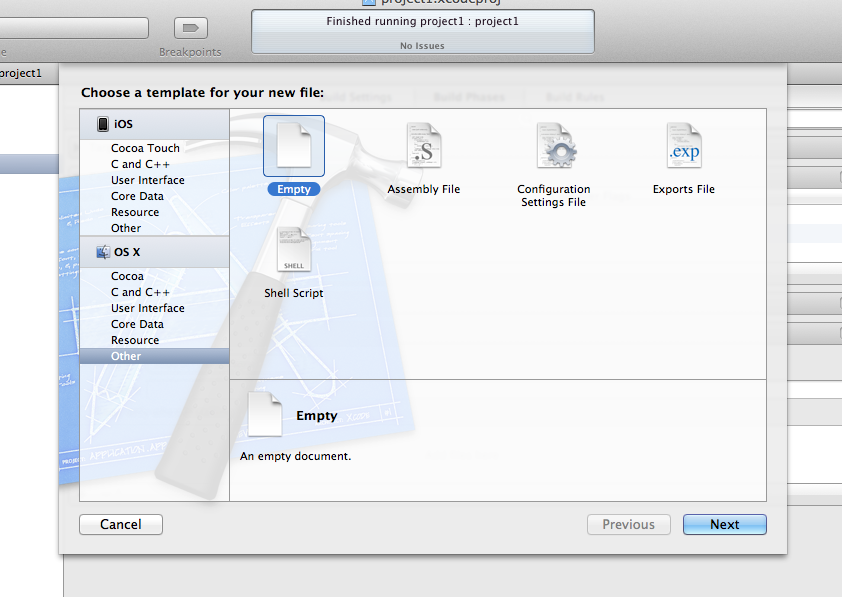 project1.xcodeproj
Finished running project1 : project1
No Issues
Breakpoints
project1
Choose a template for your new file:
Build Settings
Build Phases
Build Rules
iOS
Cocoa Touch
C and C++
User Interface
Core Data
Resource
Other
OS X
Cocoa
C and C++
User Interface
Core Data
Resource
Other
Empty
.S
Assembly File
Configuration
Settings File
.exp
Exports File
SHELL
Shell Script
Empty
An empty document.
Cancel
Previous
Next